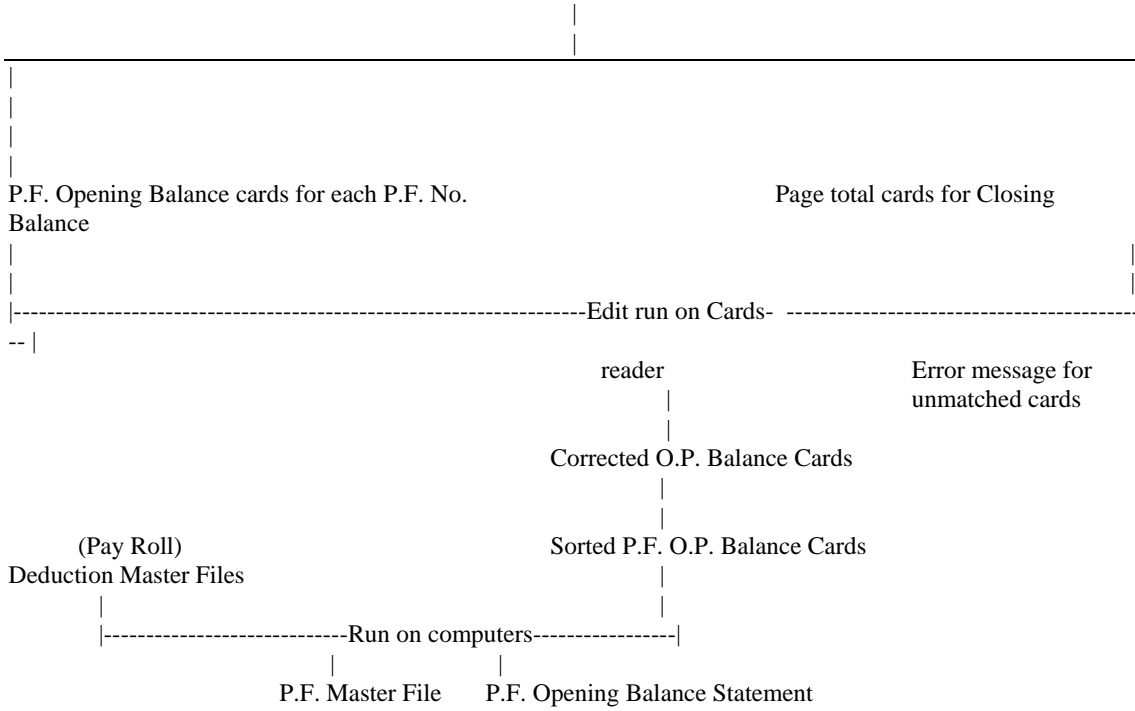 P.F. Opening Balance cards for each P.F. No. Page total cards for Closing
Balance
|-----------------------------------------------------------------------Edit run on Cards- -----------------------------------------
-- |
reader Error message for
unmatched cards
Corrected O.P. Balance Cards
(Pay Roll) Sorted P.F. O.P. Balance Cards
Deduction Master Files
|-----------------------------Run on computers-----------------|
P.F. Master File P.F. Opening Balance Statement